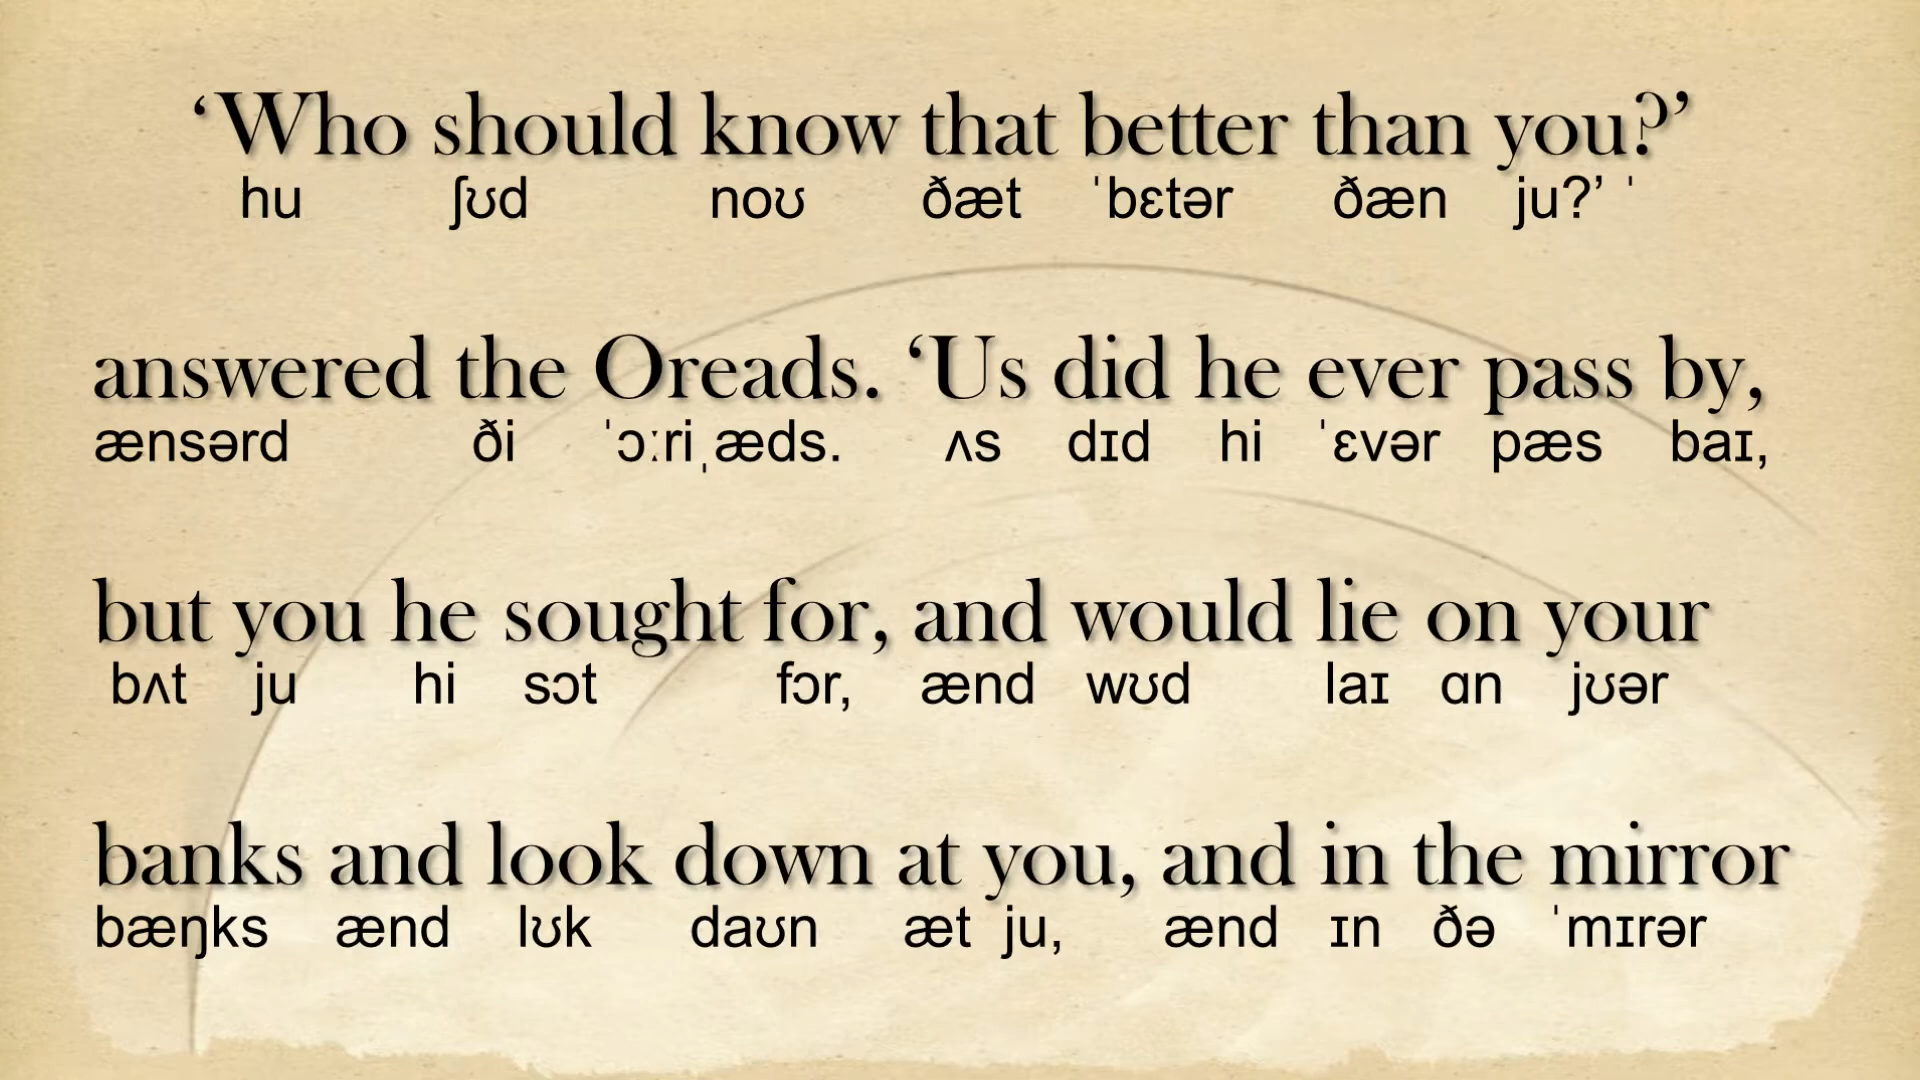 ‘Who should know that better than you?’
hu ʃʊd noʊ ðæt ˈbɛtər ðæn ju?’ ˈ
answered the Oreads. ‘Us did he ever pass by,
ænsərd ði ˈɔːriˌæds. ʌs dɪd hi ˈɛvər pæs baɪ,
but you he sought for, and would lie on your
bʌt ju hi sɔt fɔr, ænd wʊd laɪ ɑn jʊər
banks and look down at you, and in the mirror
bæŋks ænd lʊk daʊn æt ju, ænd ɪn ðə ˈmɪrər